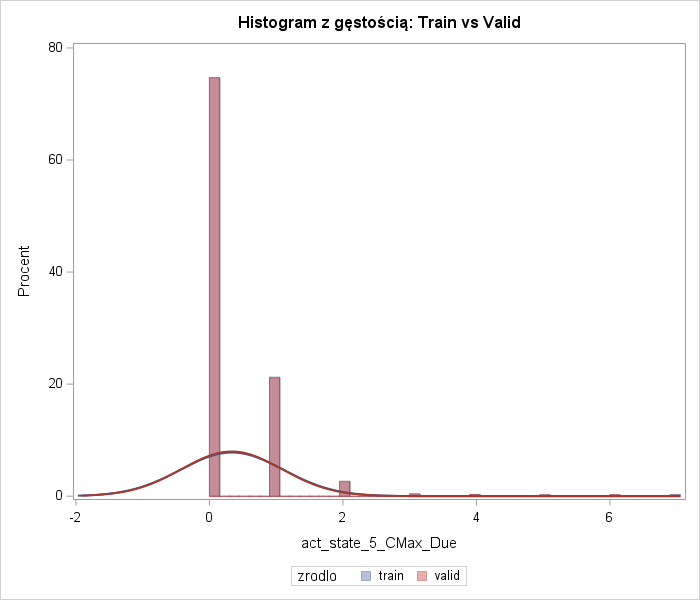 Histogram z gęstością: Train vs Valid
80
60
40
20
0
Procent
-2
0
2
4
6
act_state_5_CMax_Due
zrodlo train valid